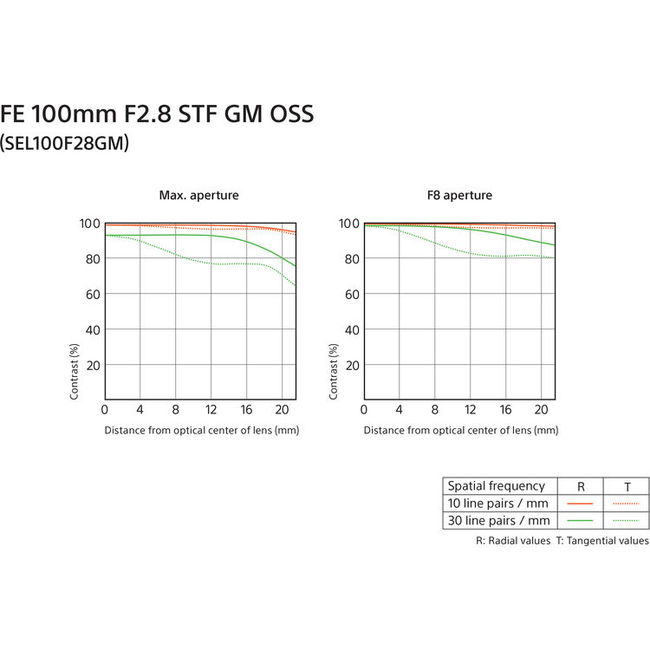 FE 100mm F2.8 STF GM OSS
(SEL100F28GM)
Max. aperture
100
80
60
40
20
Contrast (%)
0 4 8 12 16 20
Distance from optical center of lens (mm)
F8 aperture
100
80
60
40
20
Contrast (%)
0 4 8 12 16 20
Distance from optical center of lens (mm)
Spatial frequency R T
10 line pairs / mm
30 line pairs / mm
R: Radial values T: Tangential values